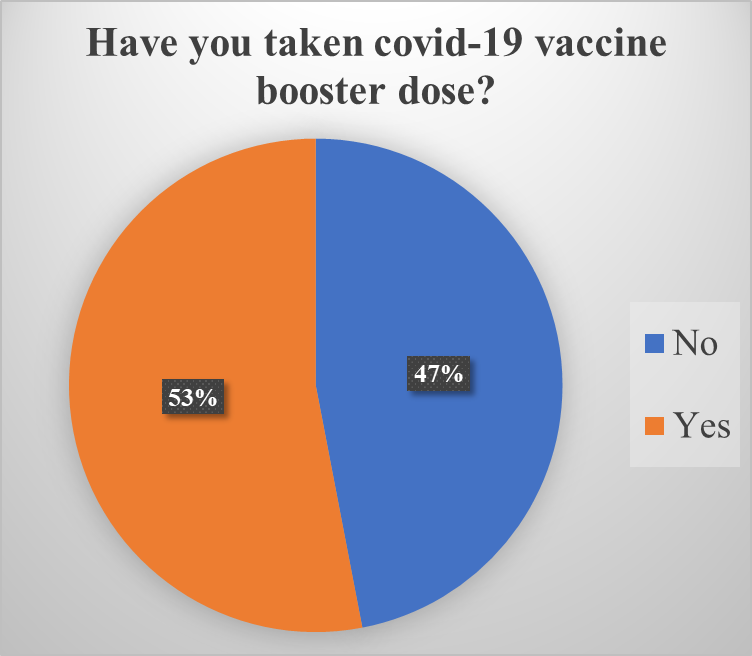 Have you taken covid-19 vaccine
booster dose?
47%
53%
No
Yes